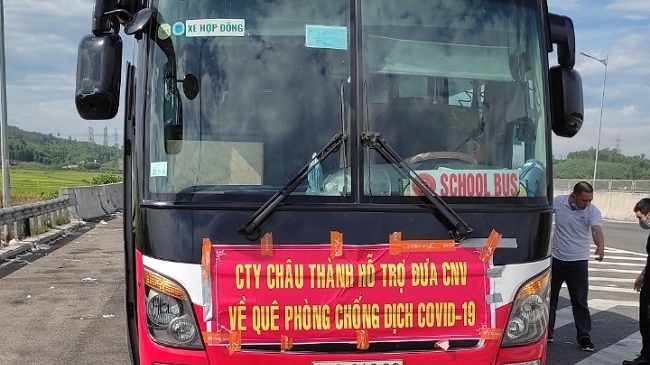 XE HỢP ĐỒNG
SCHOOL BUS
CTY CHÂU THÀNH HỖ TRỢ ĐƯA CNV
VỀ QUÊ PHÒNG CHỐNG DỊCH COVID-19